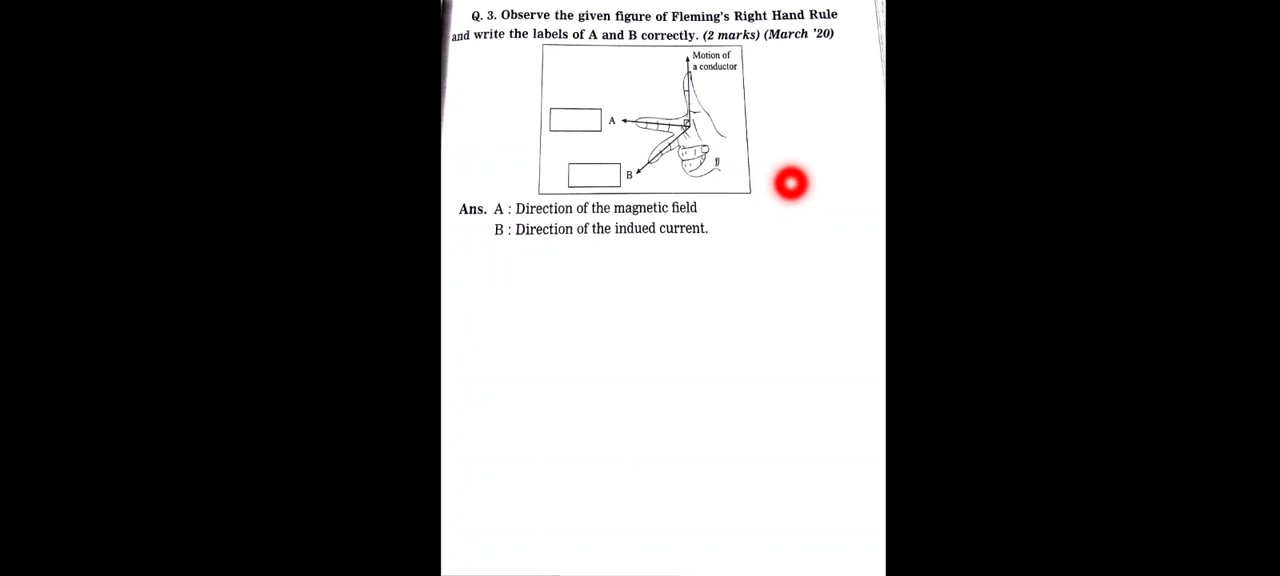 Q. 3. Observe the given figure of Fleming's Right Hand Rule
and write the labels of A and B correctly. (2 marks) (March '20)
Motion of
a conductor
A
B
Ans. A : Direction of the magnetic field
B : Direction of the indued current.